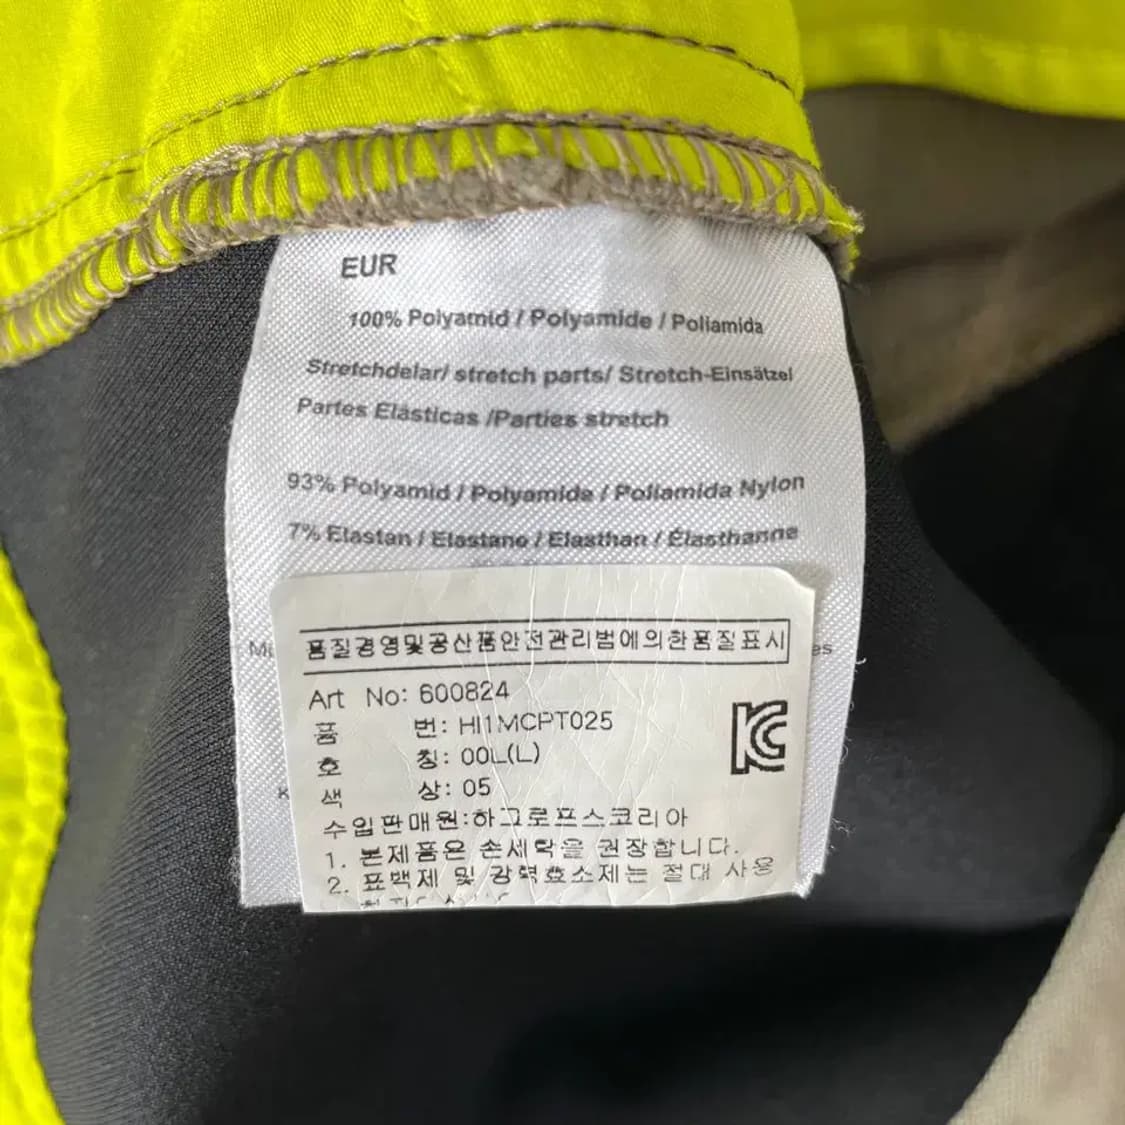 EUR
100% Polyamid / Polyamide / Poliamida
Stretchdelar/ stretch parts/ Stretch-Einsätze/
Partes Elásticas /Parties stretch
93% Polyamid / Polyamide / Poliamida Nylon
7% Elastan / Elastane / Elasthan / Élasthanne
품질경영및공산품안전관리법에의한품질표시
Art No: 600824
품 번: HI1MCPT025
호 칭: 00L(L)
색 상: 05
수입판매원:하그로프스코리아
1. 본제품은 손세탁을 권장합니다.
2. 표백제 및 강력효소제는 절대 사용